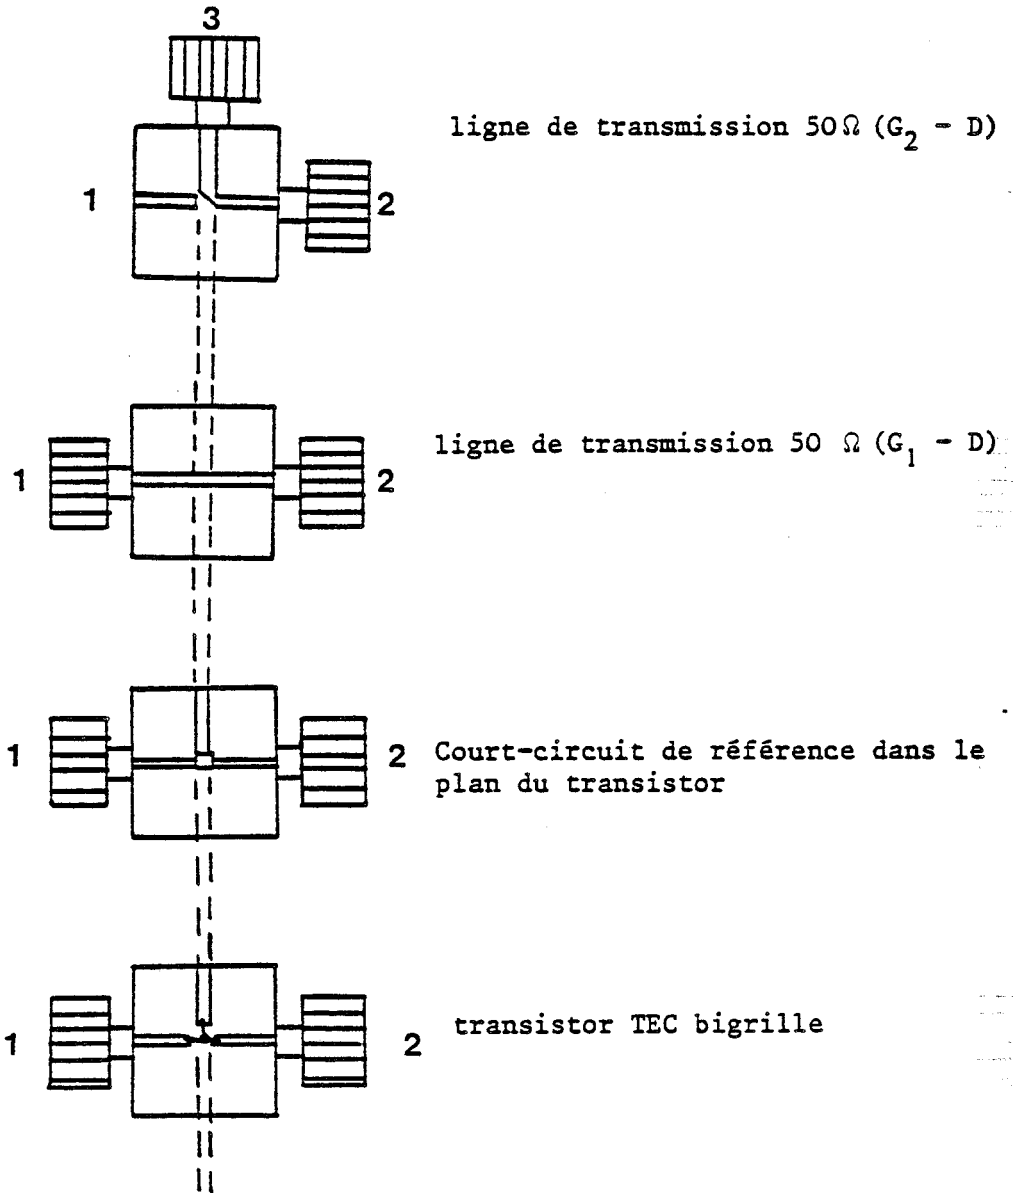 3
ligne de transmission 50Ω (G2 - D)
1
2
ligne de transmission 50 Ω (G1 - D)
1
2
1
2
Court-circuit de référence dans le
plan du transistor
transistor TEC bigrille
1
2